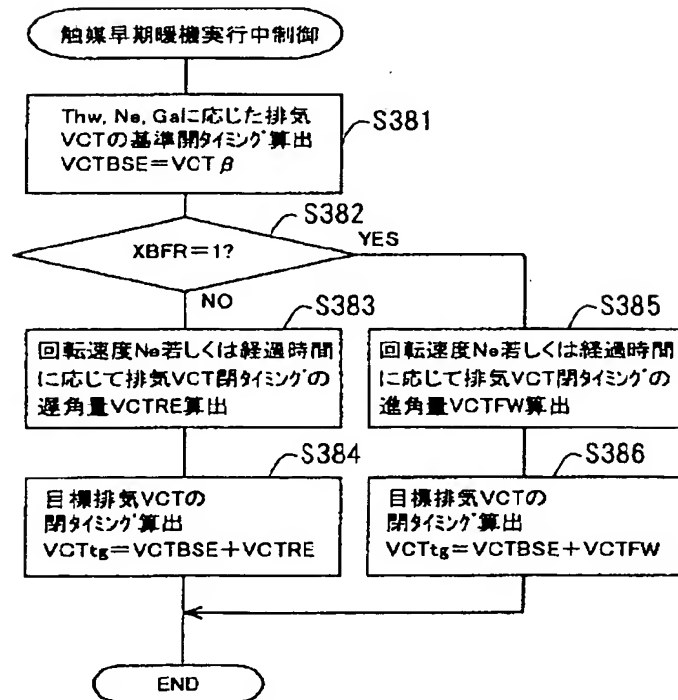 触媒早期暖機実行中制御
Thw, Ne, Gaに応じた排気
VCTの基準開タイミング算出
VCTBSE=VCTβ
S381
S382
XBFR=1?
YES
NO
S383
回転速度Ne若しくは経過時間
に応じて排気VCT閉タイミングの
遅角量VCTRE算出
S385
回転速度Ne若しくは経過時間
に応じて排気VCT閉タイミングの
進角量VCTFW算出
S384
目標排気VCTの
閉タイミング算出
VCTtg=VCTBSE+VCTRE
S386
目標排気VCTの
閉タイミング算出
VCTtg=VCTBSE+VCTFW
END